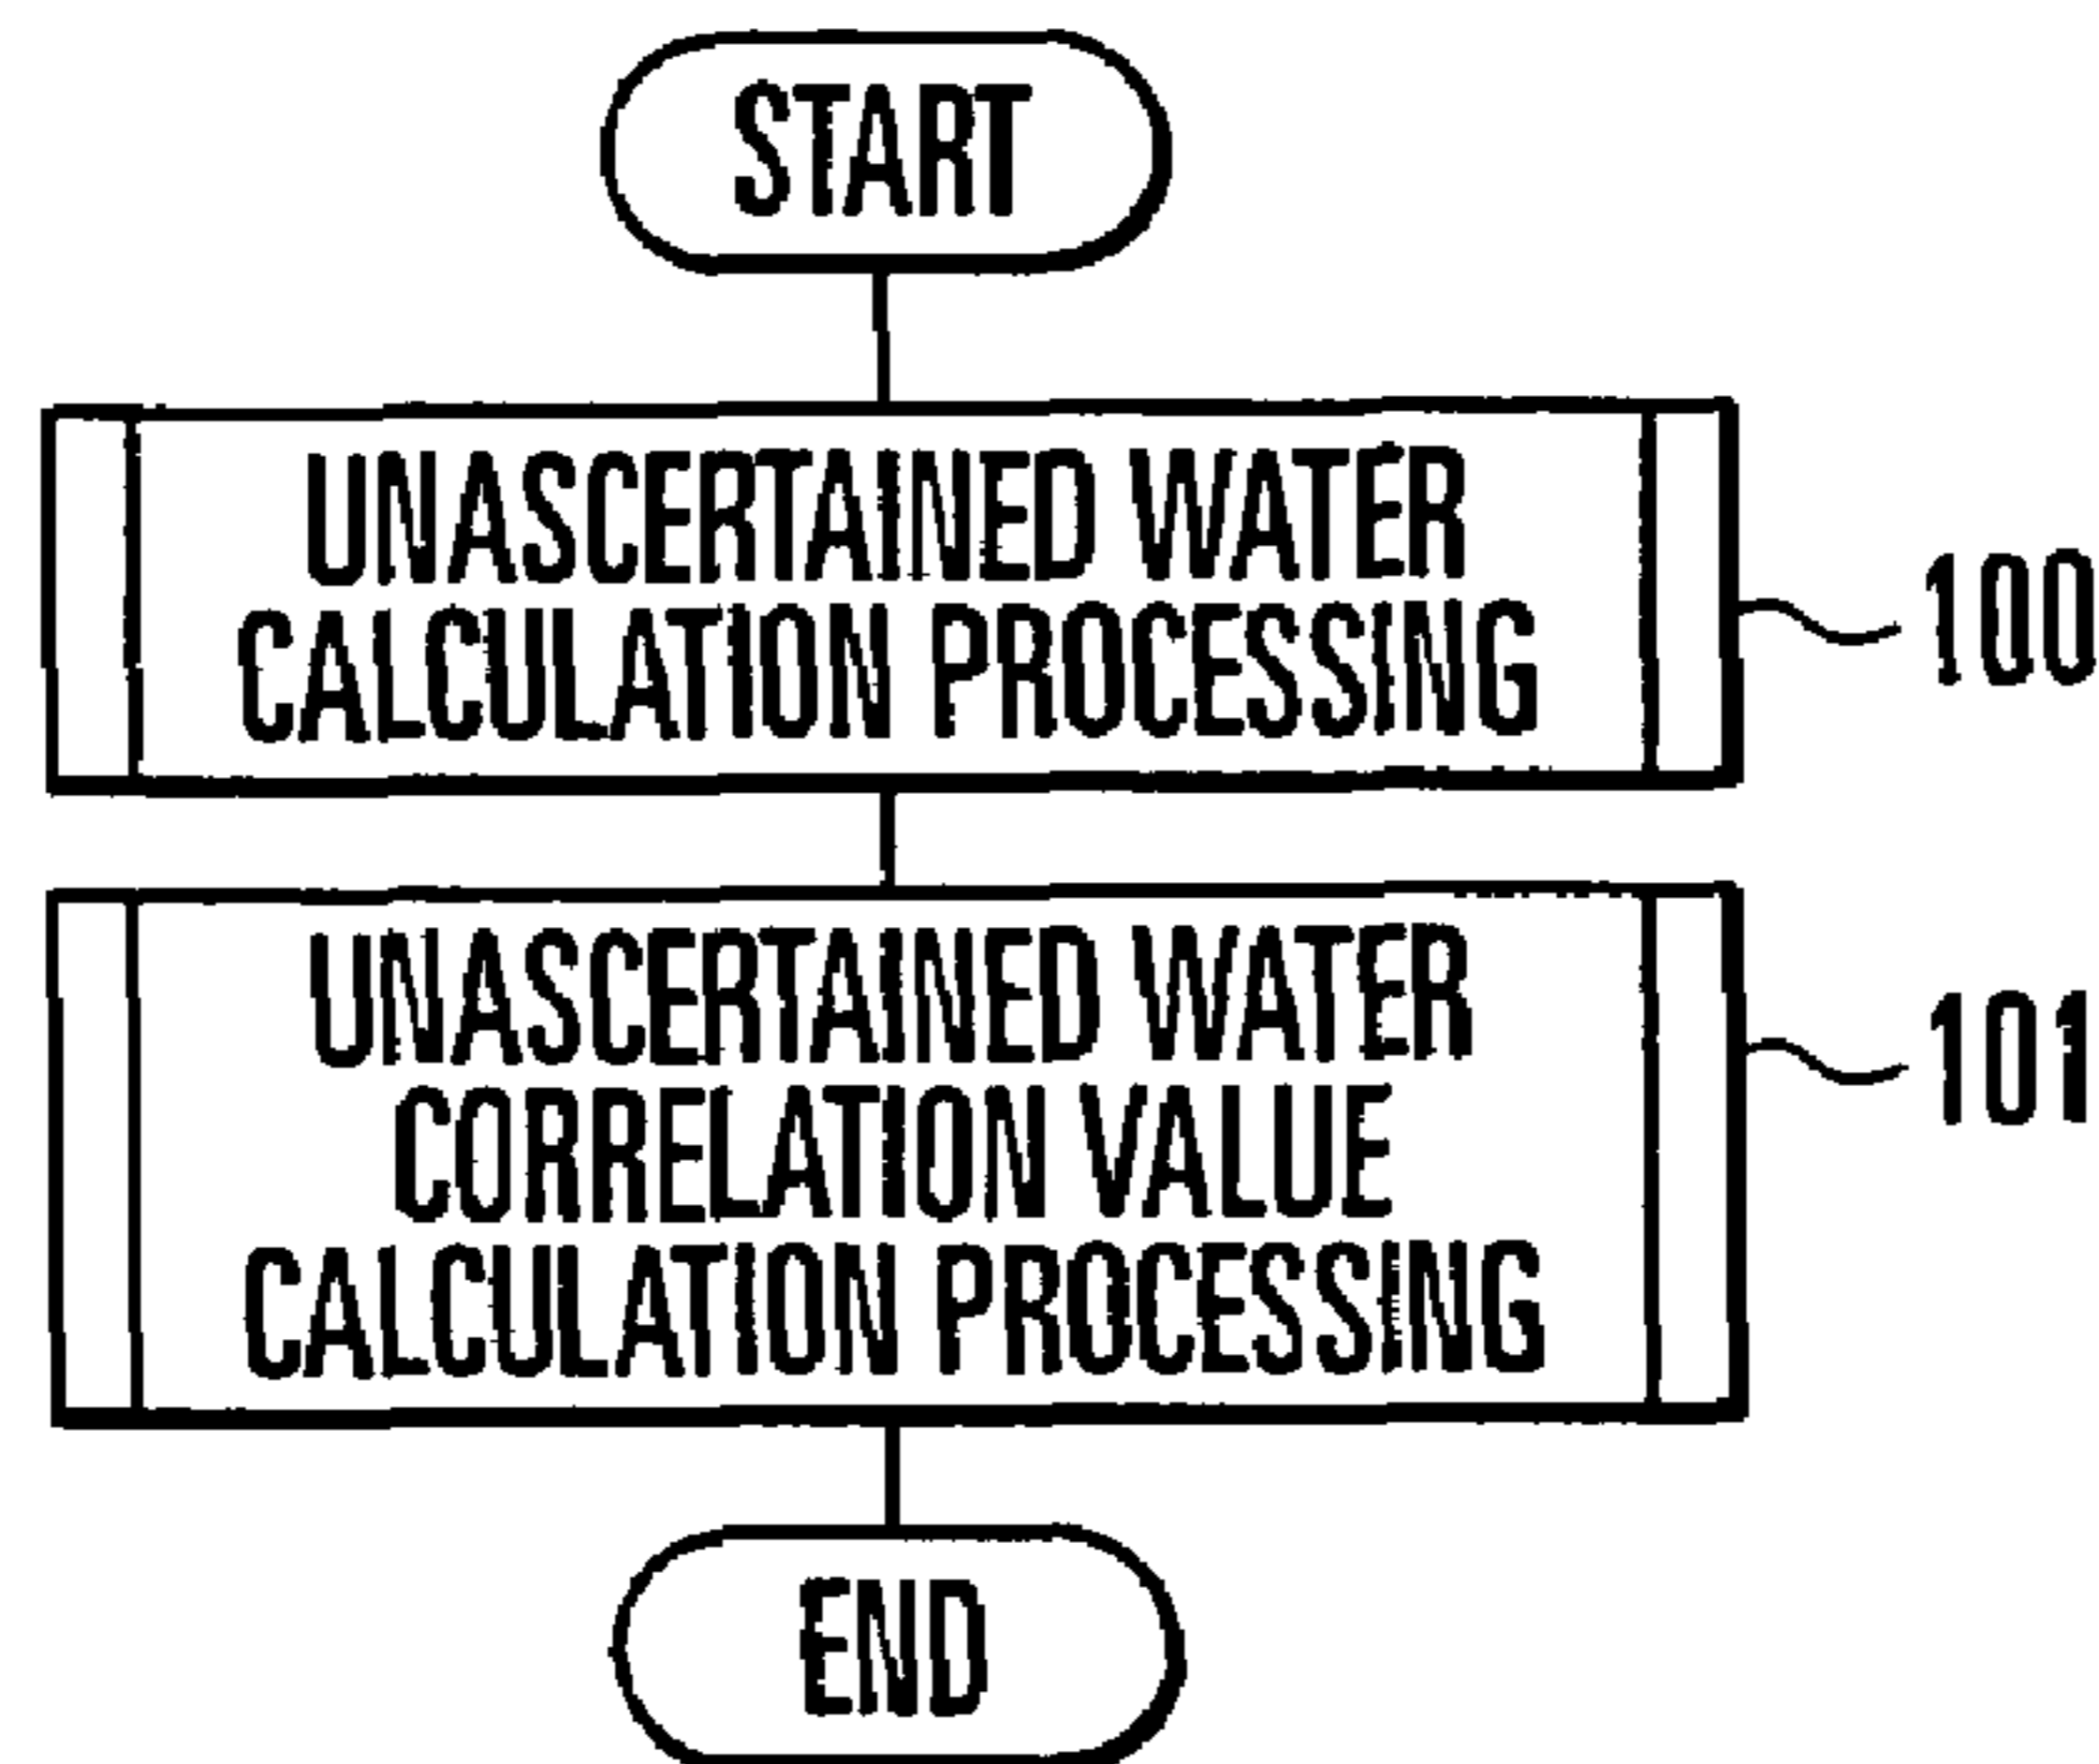 START
UNASCERTAINED WATER
CALCULATION PROCESSING
100
UNASCERTAINED WATER
CORRELATION VALUE
CALCULATION PROCESSING
101
END